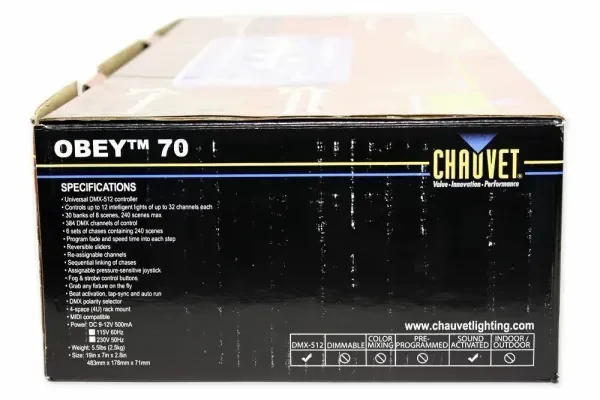 OBEY™ 70
CHAUVET®
Value • Innovation • Performance
SPECIFICATIONS
• Universal DMX-512 controller
• Controls up to 12 intelligent lights of up to 32 channels each
• 30 banks of 8 scenes, 240 scenes max
• 384 DMX channels of control
• 6 sets of chases containing 240 scenes
• Program fade and speed time into each step
• Reversible sliders
• Re-assignable channels
• Sequential linking of chases
• Assignable pressure-sensitive joystick
• Fog & strobe control buttons
• Grab any fixture on the fly
• Beat activation, tap-sync and auto run
• DMX polarity selector
• 4-space (4U) rack mount
• MIDI compatible
• Power: DC 9-12V 500mA
115V 60Hz
230V 50Hz
• Weight: 5.5lbs (2.5kg)
• Size: 19in x 7in x 2.8in
483mm x 178mm x 71mm
www.chauvetlighting.com
DMX-512 DIMMABLE COLOR MIXING PRE-PROGRAMMED SOUND ACTIVATED INDOOR / OUTDOOR